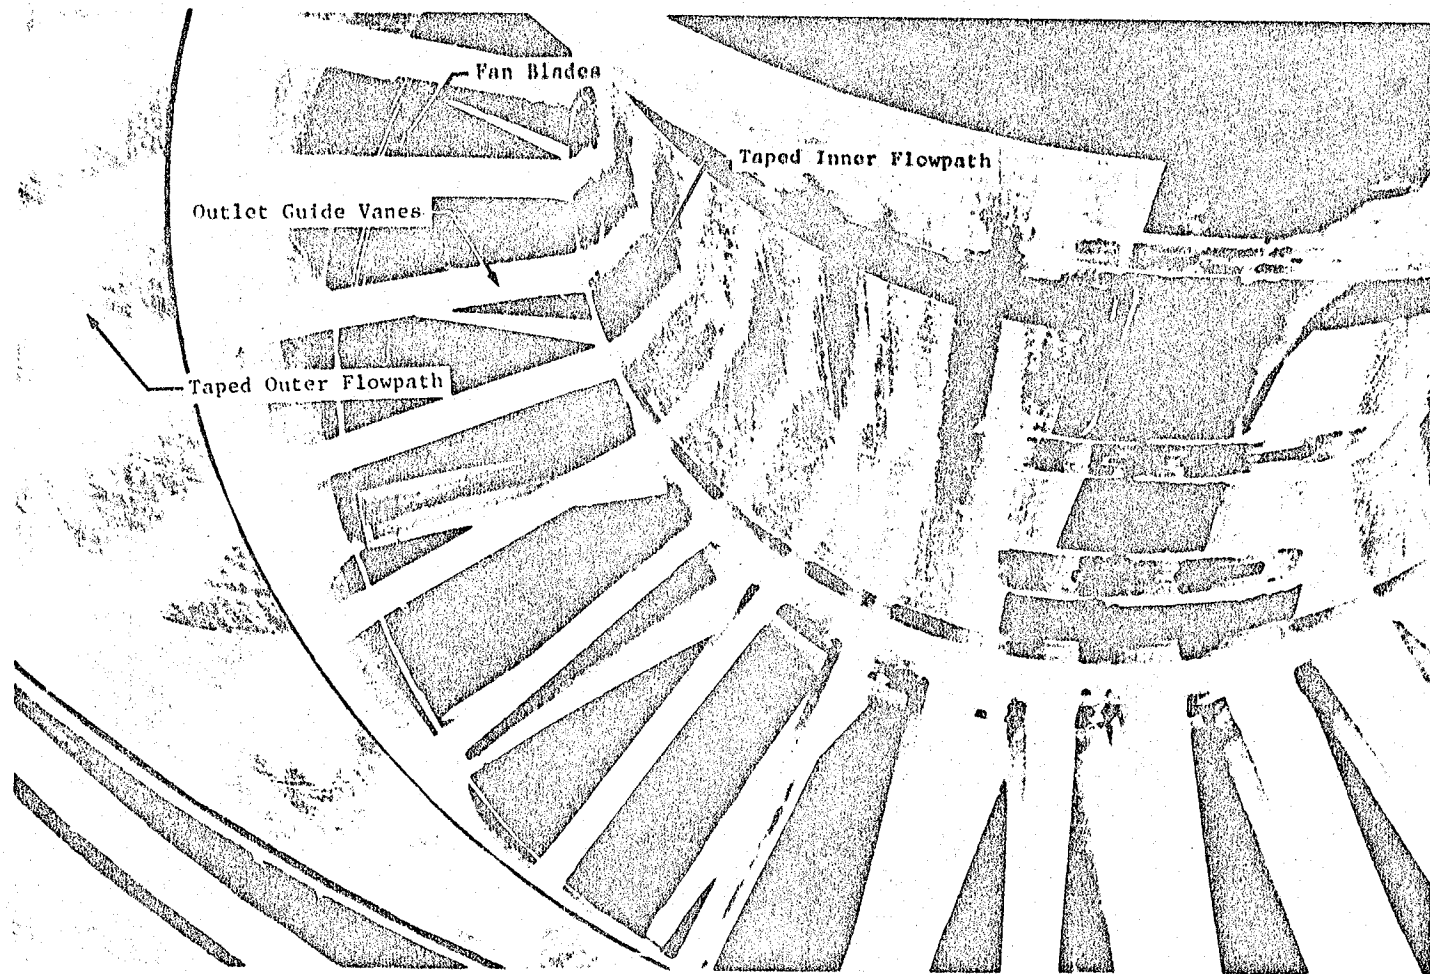 Fan Blades
Taped Inner Flowpath
Outlet Guide Vanes
Taped Outer Flowpath